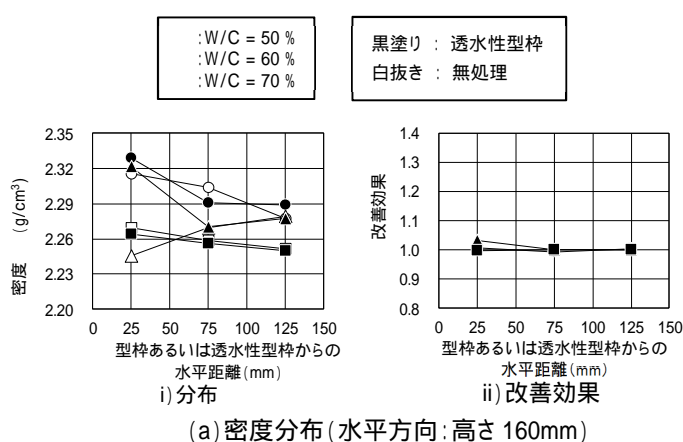 :W/C = 50 %
:W/C = 60 %
:W/C = 70 %
黒塗り : 透水性型枠
白抜き : 無処理
密度 (g/cm³)
2.35
2.32
2.29
2.26
2.23
2.20
0 25 50 75 100 125 150
型枠あるいは透水性型枠からの
水平距離(mm)
i)分布
改善効果
1.4
1.3
1.2
1.1
1.0
0.9
0.8
0 25 50 75 100 125 150
型枠あるいは透水性型枠からの
水平距離(mm)
ii)改善効果
(a)密度分布(水平方向:高さ160mm)